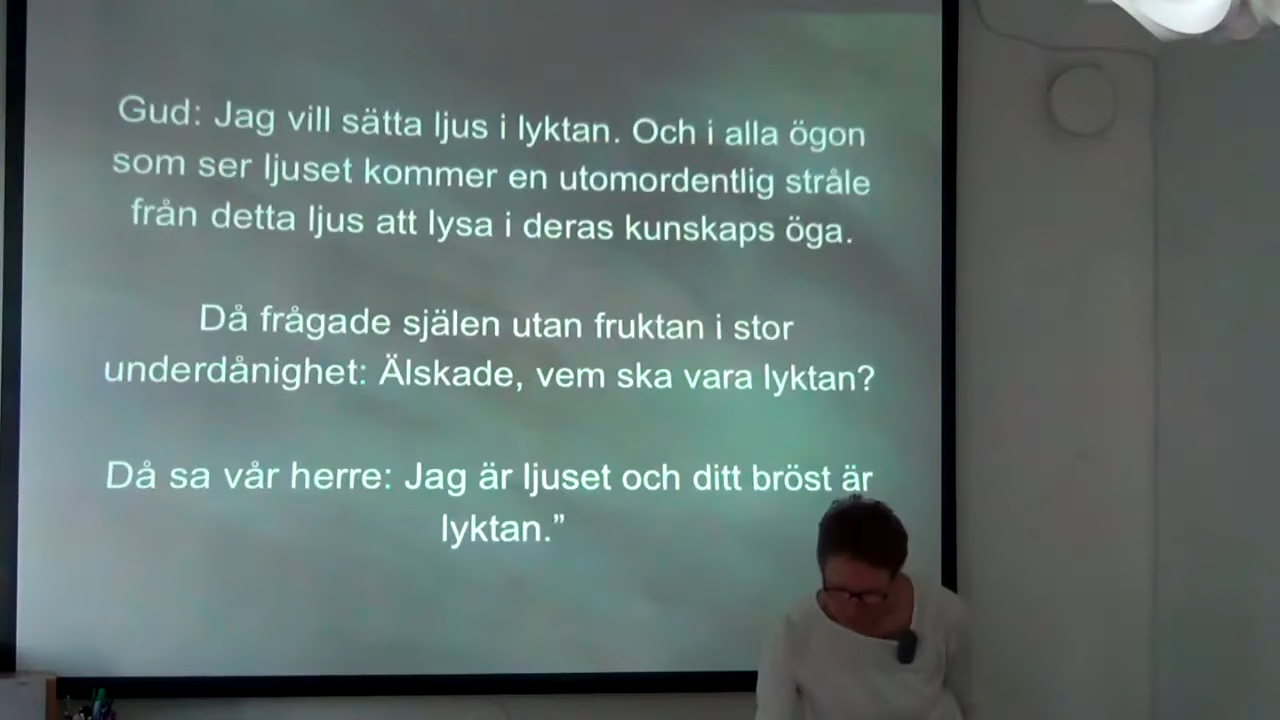 Gud: Jag vill sätta ljus i lyktan. Och i alla ögon
som ser ljuset kommer en utomordentlig stråle
från detta ljus att lysa i deras kunskaps öga.
Då frågade själen utan fruktan i stor
underdånighet: Älskade, vem ska vara lyktan?
Då sa vår herre: Jag är ljuset och ditt bröst är
lyktan.”